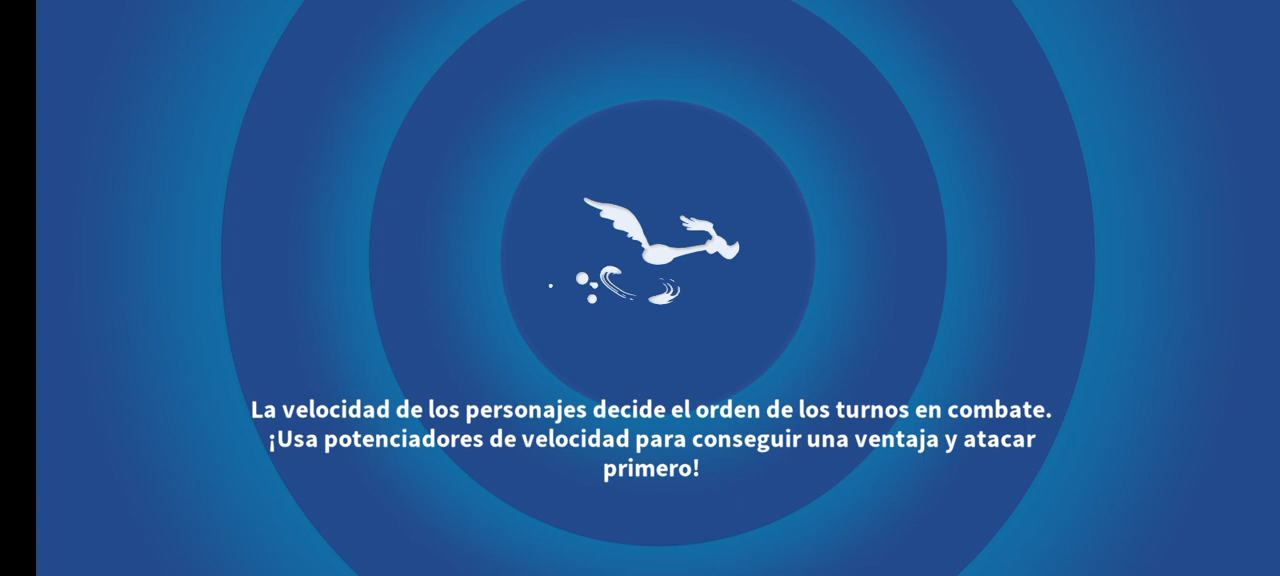 La velocidad de los personajes decide el orden de los turnos en combate.
¡Usa potenciadores de velocidad para conseguir una ventaja y atacar
primero!